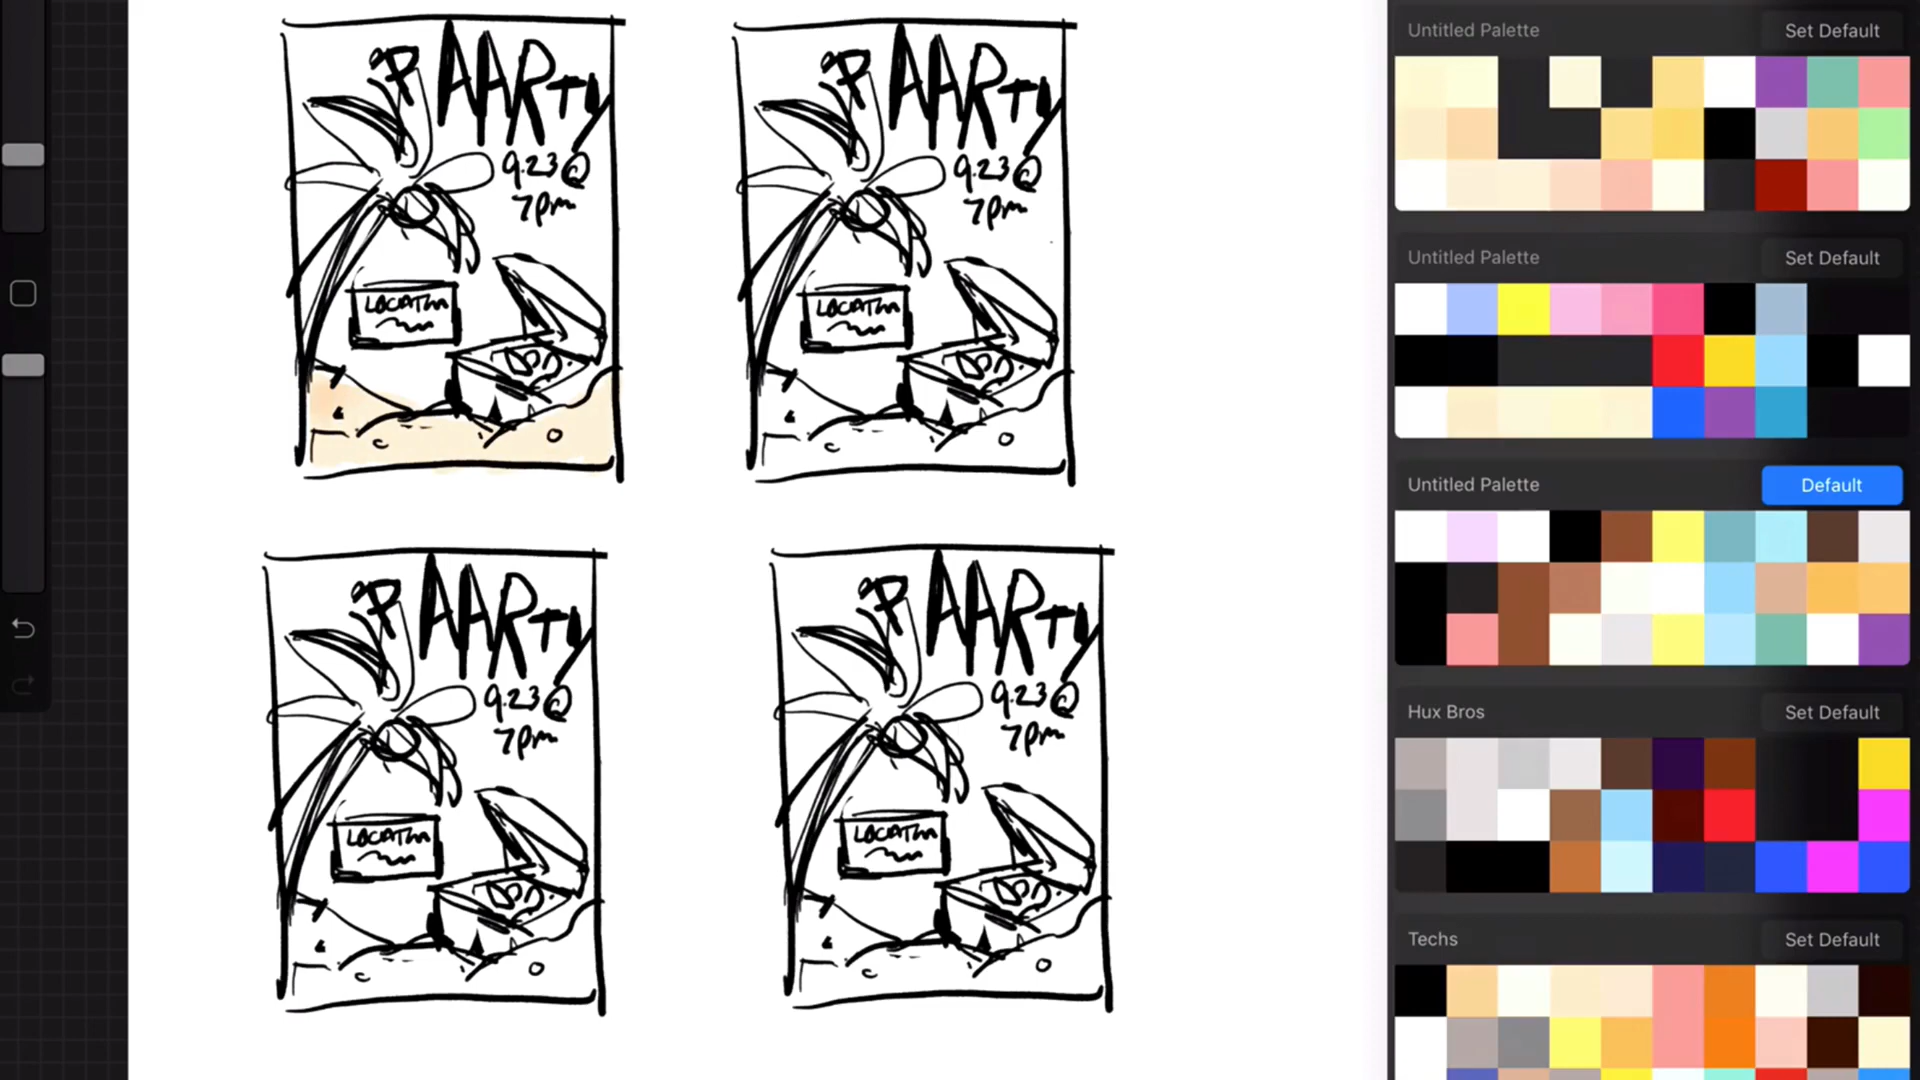 PAARTY
9.23@
7pm
LOCATION
PAARTY
9.23@
7pm
LOCATION
PAARTY
9.23@
7pm
LOCATION
PAARTY
9.23@
7pm
LOCATION
Untitled Palette Set Default
Untitled Palette Set Default
Untitled Palette Default
Hux Bros Set Default
Techs Set Default